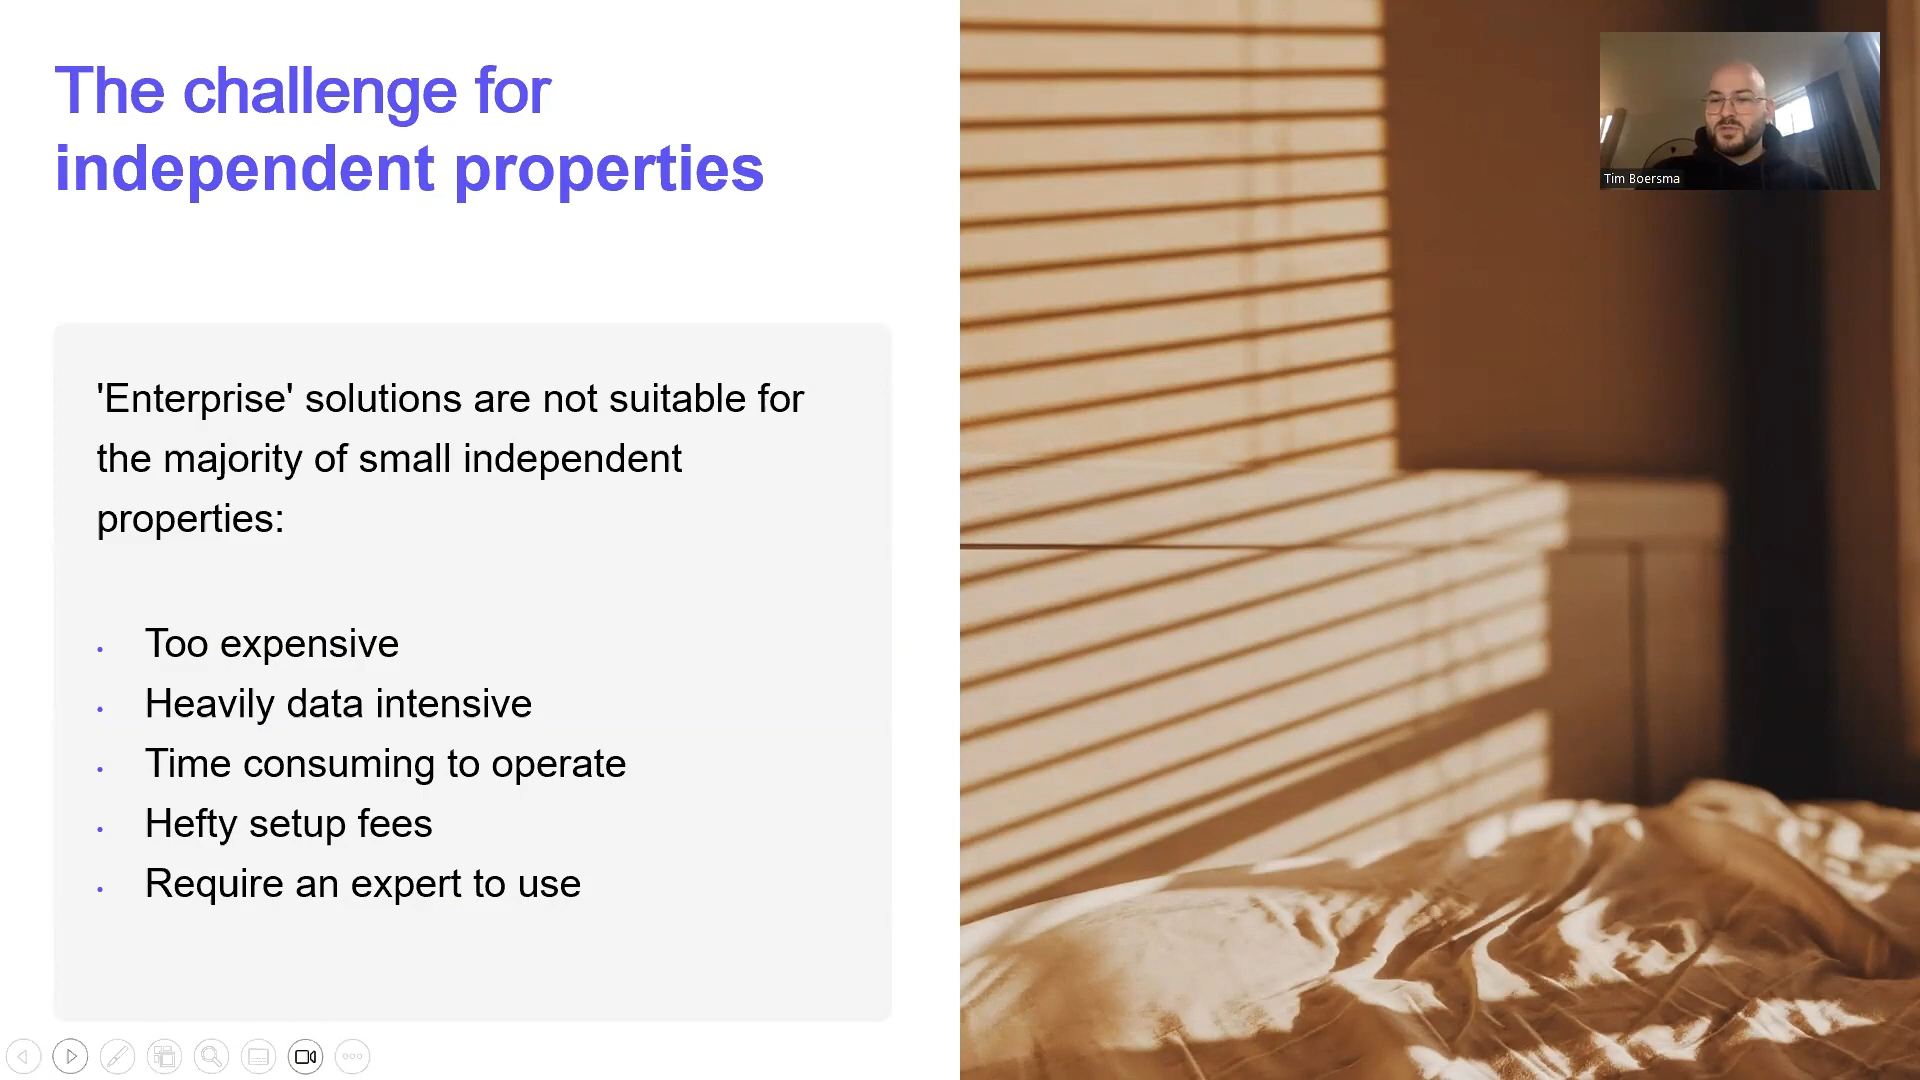 The challenge for
independent properties
Tim Boersma
'Enterprise' solutions are not suitable for
the majority of small independent
properties:
• Too expensive
• Heavily data intensive
• Time consuming to operate
• Hefty setup fees
• Require an expert to use